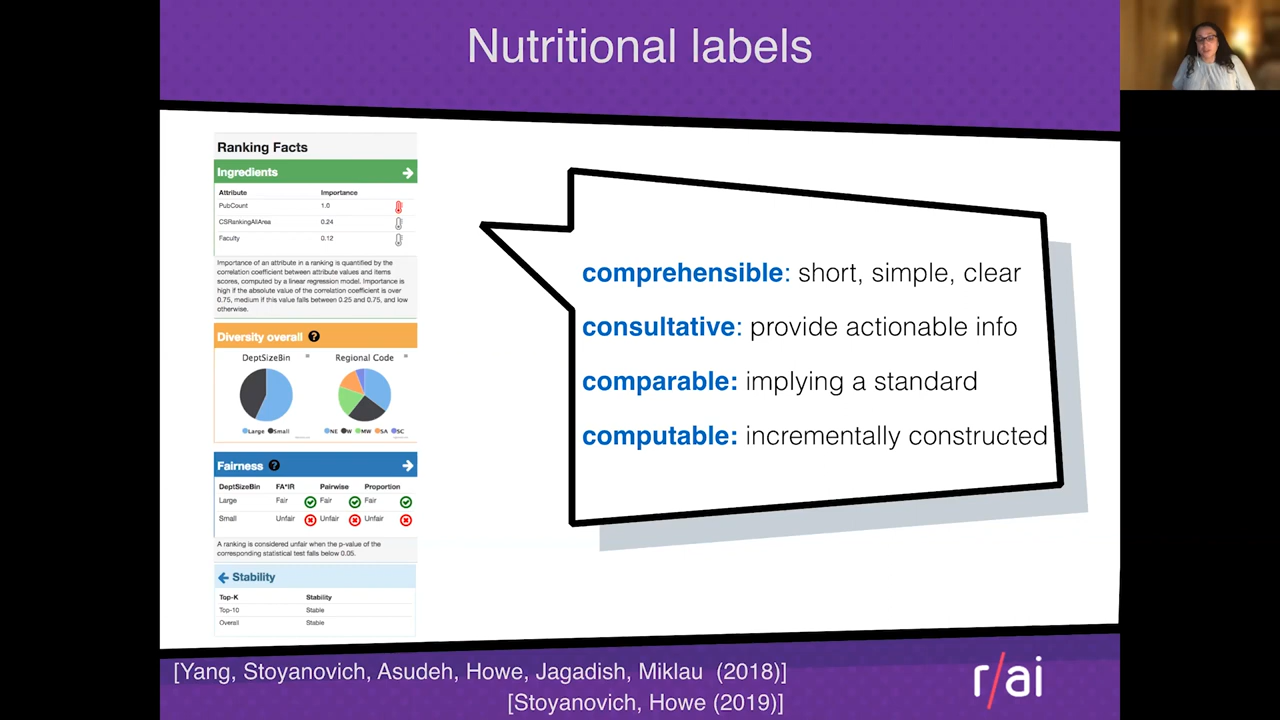 Nutritional labels
Ranking Facts
Ingredients
Attribute Importance
PubCount 1.0
CSRankingAllArea 0.24
Faculty 0.12
Importance of an attribute in a ranking is quantified by the
correlation coefficient between attribute values and items
scores, computed by a linear regression model. Importance is
high if the absolute value of the correlation coefficient is over
0.75, medium if this value falls between 0.25 and 0.75, and low
otherwise.
Diversity overall ?
DeptSizeBin Regional Code
Large Small NE W MW SA SC
Fairness ?
DeptSizeBin FA*IR Pairwise Proportion
Large Fair Fair Fair
Small Unfair Unfair Unfair
A ranking is considered unfair when the p-value of the
corresponding statistical test falls below 0.05.
Stability
Top-K Stability
Top-10 Stable
Overall Stable
comprehensible: short, simple, clear
consultative: provide actionable info
comparable: implying a standard
computable: incrementally constructed
[Yang, Stoyanovich, Asudeh, Howe, Jagadish, Miklau (2018)]
[Stoyanovich, Howe (2019)]
r/ai